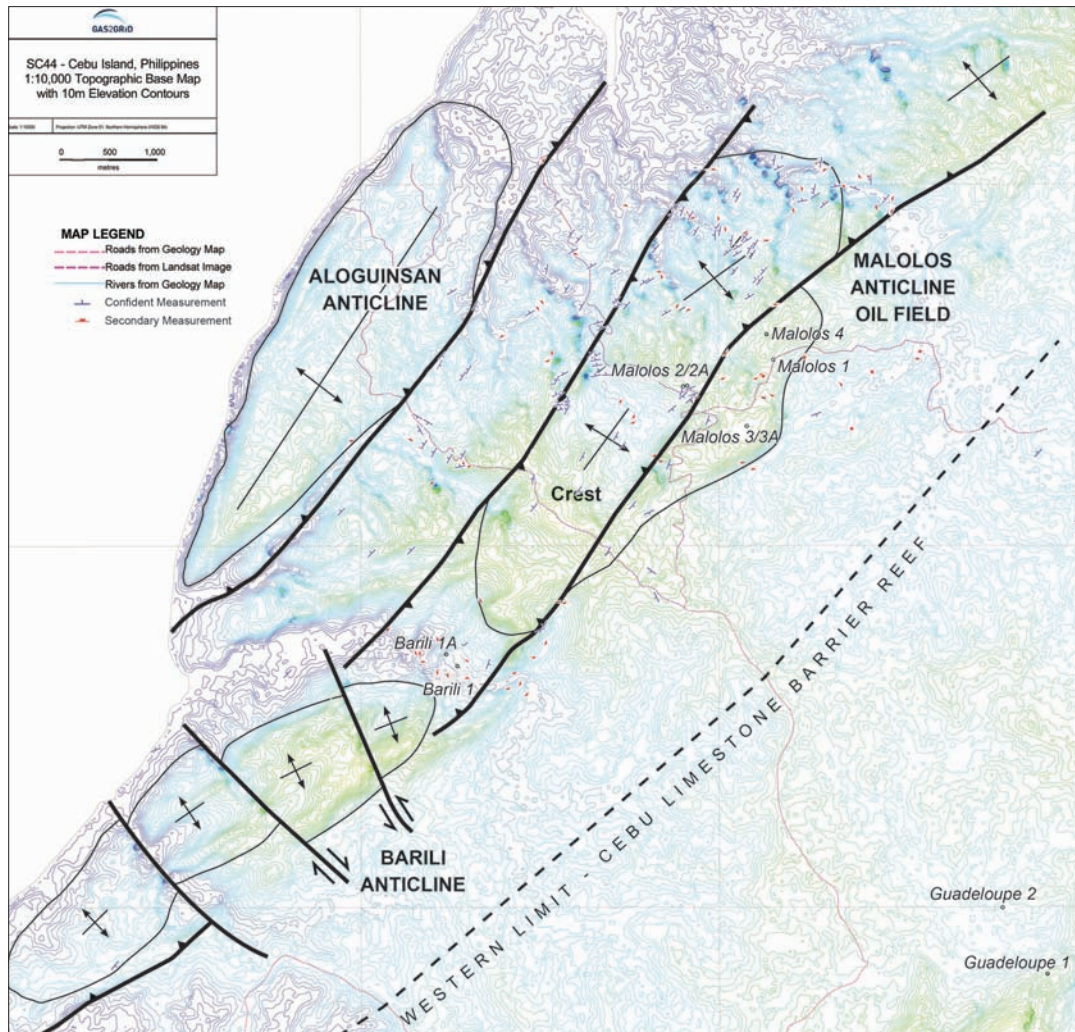 GAS2GRID
SC44 - Cebu Island, Philippines
1:10,000 Topographic Base Map
with 10m Elevation Contours
0 500 1,000
metres
MAP LEGEND
Roads from Geology Map
Roads from Landsat Image
Rivers from Geology Map
Confident Measurement
Secondary Measurement
ALOGUINSAN
ANTICLINE
MALOLOS
ANTICLINE
OIL FIELD
Malolos 4
Malolos 1
Malolos 2/2A
Malolos 3/3A
Crest
Barili 1A
Barili 1
BARILI
ANTICLINE
WESTERN LIMIT - CEBU LIMESTONE BARRIER REEF
Guadeloupe 2
Guadeloupe 1